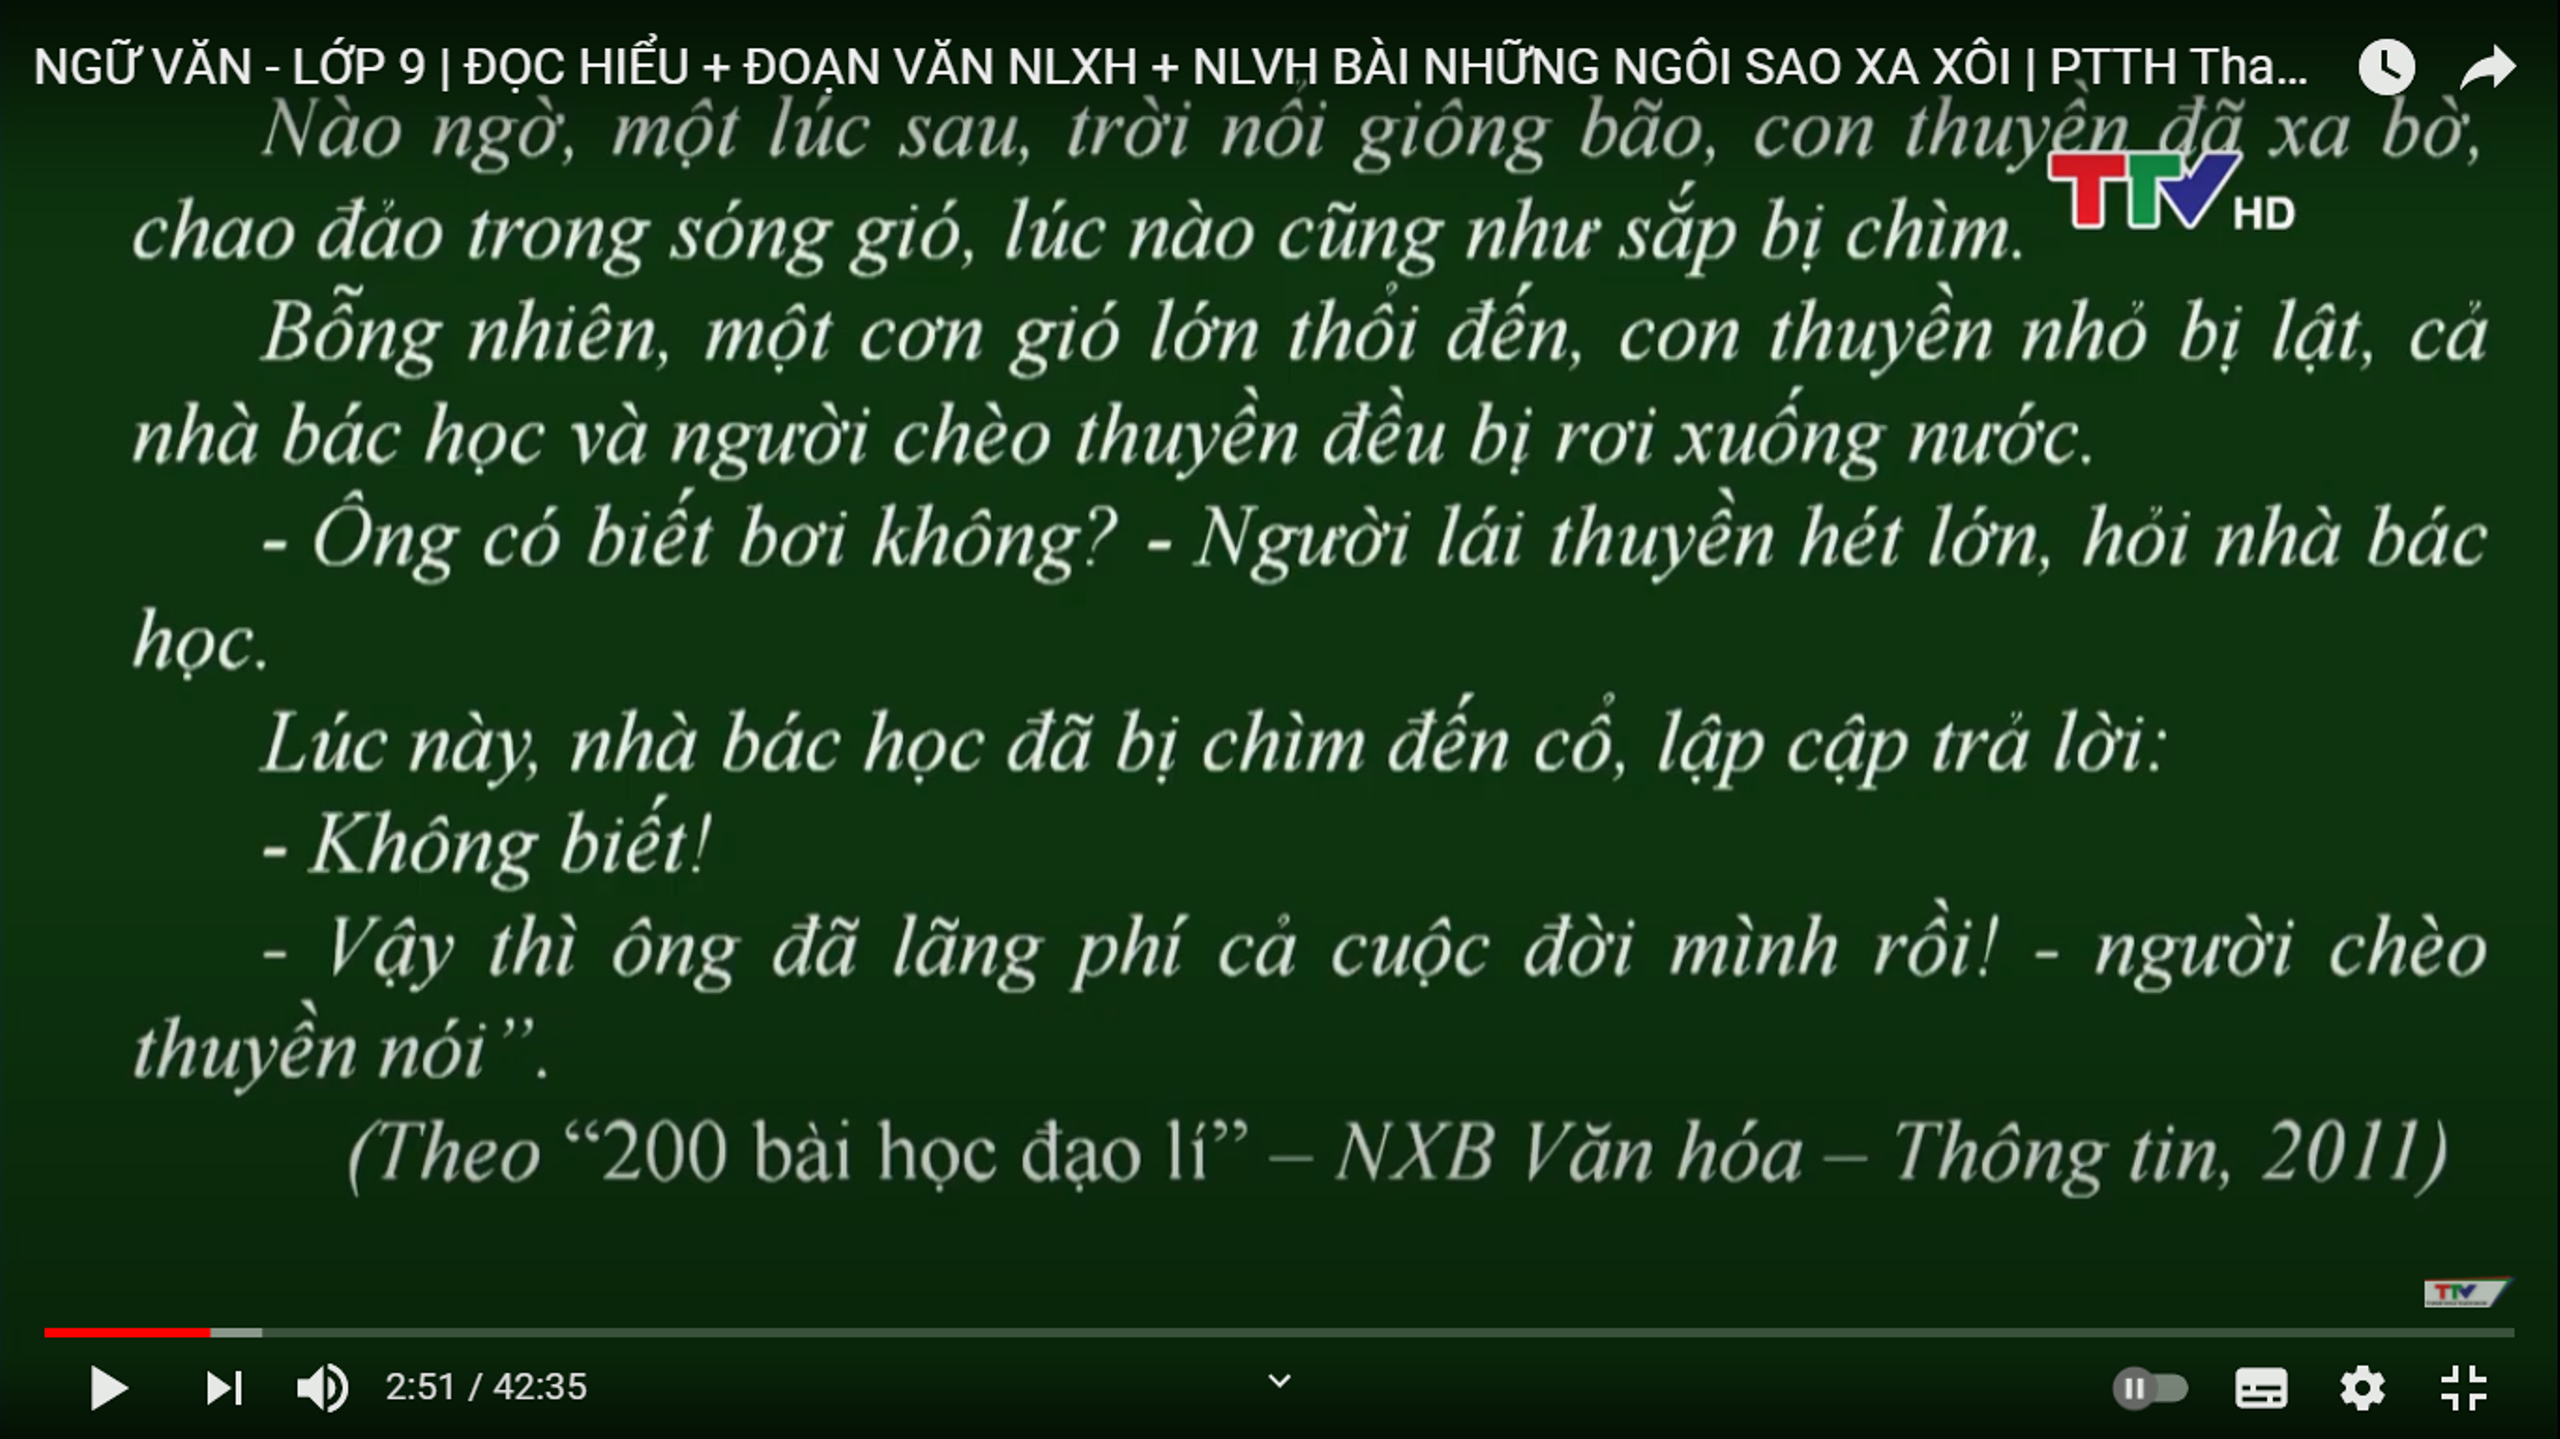 NGỮ VĂN - LỚP 9 | ĐỌC HIỂU + ĐOẠN VĂN NLXH + NLVH BÀI NHỮNG NGÔI SAO XA XÔI | PTTH Tha...
Nào ngờ, một lúc sau, trời nổi giông bão, con thuyền đã xa bờ,
TTV HD
chao đảo trong sóng gió, lúc nào cũng như sắp bị chìm.
Bỗng nhiên, một cơn gió lớn thổi đến, con thuyền nhỏ bị lật, cả
nhà bác học và người chèo thuyền đều bị rơi xuống nước.
- Ông có biết bơi không? - Người lái thuyền hét lớn, hỏi nhà bác
học.
Lúc này, nhà bác học đã bị chìm đến cổ, lập cập trả lời:
- Không biết!
- Vậy thì ông đã lãng phí cả cuộc đời mình rồi! - người chèo
thuyền nói”.
(Theo “200 bài học đạo lí” – NXB Văn hóa – Thông tin, 2011)
TTV
2:51 / 42:35